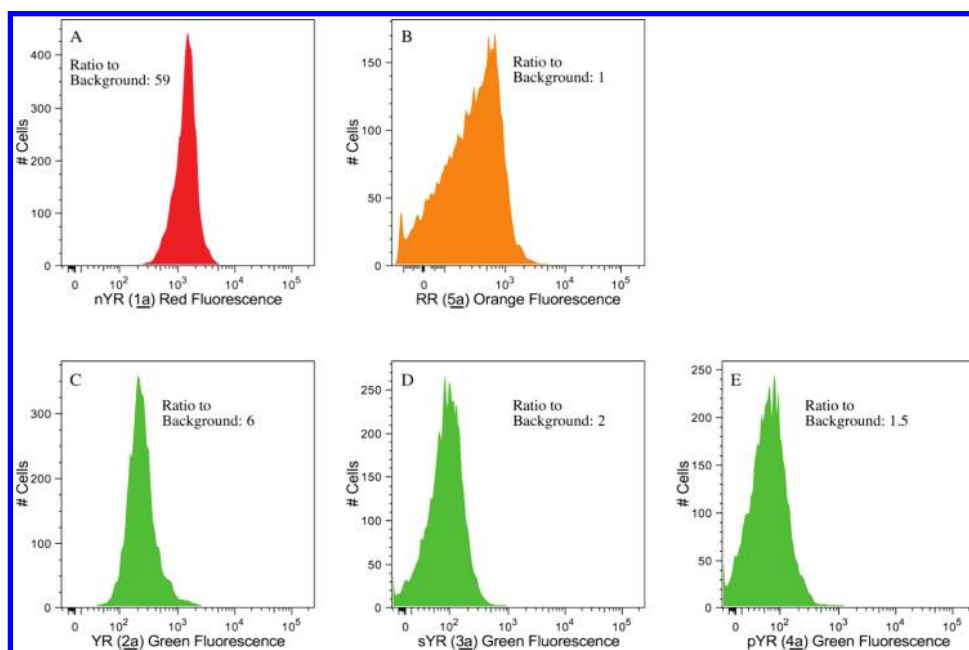 A
Ratio to
Background: 59
# Cells
400
300
200
100
0
0 10² 10³ 10⁴ 10⁵
nYR (1a) Red Fluorescence
B
Ratio to
Background: 1
# Cells
150
100
50
0
0 10³ 10⁴ 10⁵
RR (5a) Orange Fluorescence
C
Ratio to
Background: 6
# Cells
300
200
100
0
0 10² 10³ 10⁴ 10⁵
YR (2a) Green Fluorescence
D
Ratio to
Background: 2
# Cells
250
200
150
100
50
0
0 10² 10³ 10⁴ 10⁵
sYR (3a) Green Fluorescence
E
Ratio to
Background: 1.5
# Cells
250
200
150
100
50
0
0 10² 10³ 10⁴ 10⁵
pYR (4a) Green Fluorescence